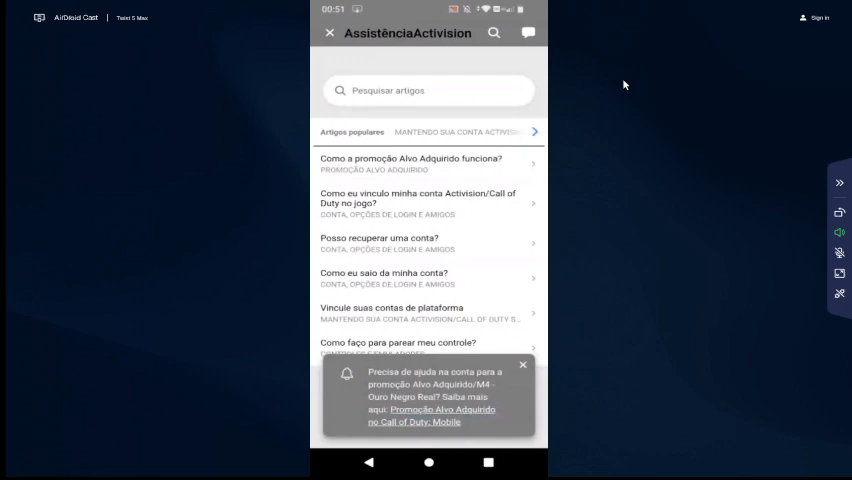 AirDroid Cast
Twist 5 Max
Sign in
00:51
AssistênciaActivision
Pesquisar artigos
Artigos populares
MANTENDO SUA CONTA ACTIVISI
Como a promoção Alvo Adquirido funciona?
PROMOÇÃO ALVO ADQUIRIDO
Como eu vinculo minha conta Activision/Call of
Duty no jogo?
CONTA, OPÇÕES DE LOGIN E AMIGOS
Posso recuperar uma conta?
CONTA, OPÇÕES DE LOGIN E AMIGOS
Como eu saio da minha conta?
CONTA, OPÇÕES DE LOGIN E AMIGOS
Vincule suas contas de plataforma
MANTENDO SUA CONTA ACTIVISION/CALL OF DUTY S...
Como faço para parear meu controle?
CONTROLES E EMULADORES
Precisa de ajuda na conta para a
promoção Alvo Adquirido/M4 -
Ouro Negro Real? Saiba mais
aqui: Promoção Alvo Adquirido
no Call of Duty: Mobile